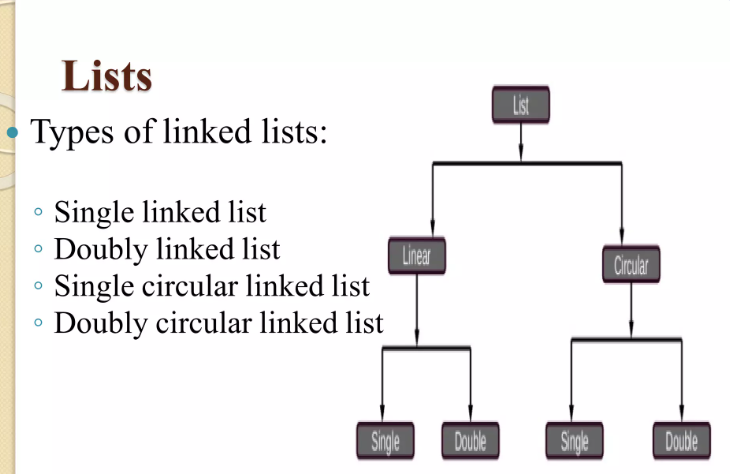 Lists
Types of linked lists:
Single linked list
Doubly linked list
Single circular linked list
Doubly circular linked list
List
Linear
Circular
Single
Double
Single
Double